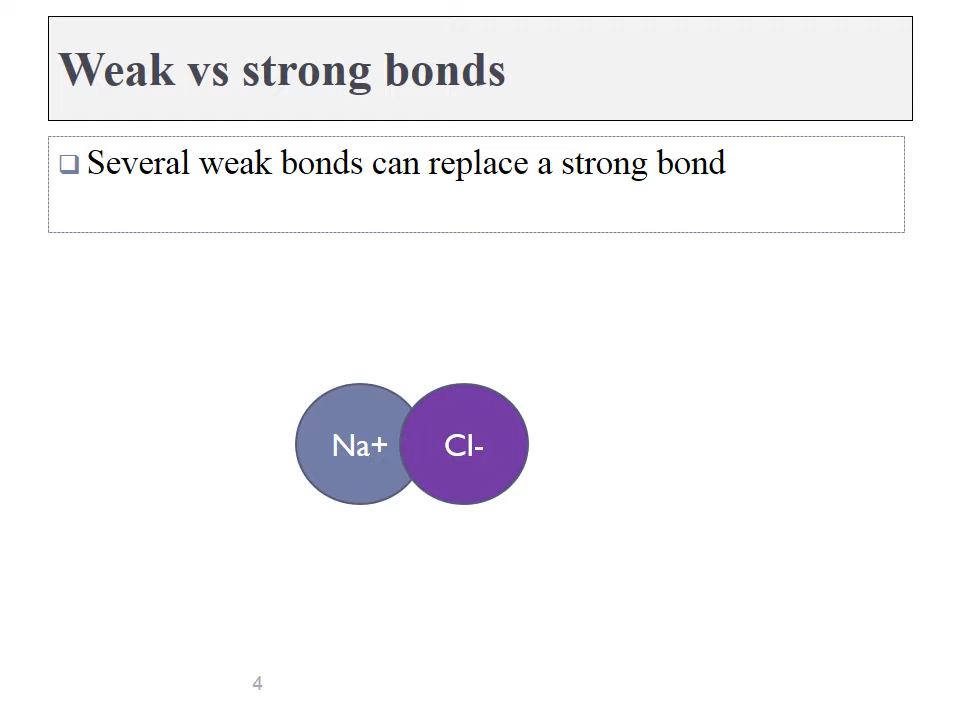 Weak vs strong bonds
Several weak bonds can replace a strong bond
Na+ Cl-
4